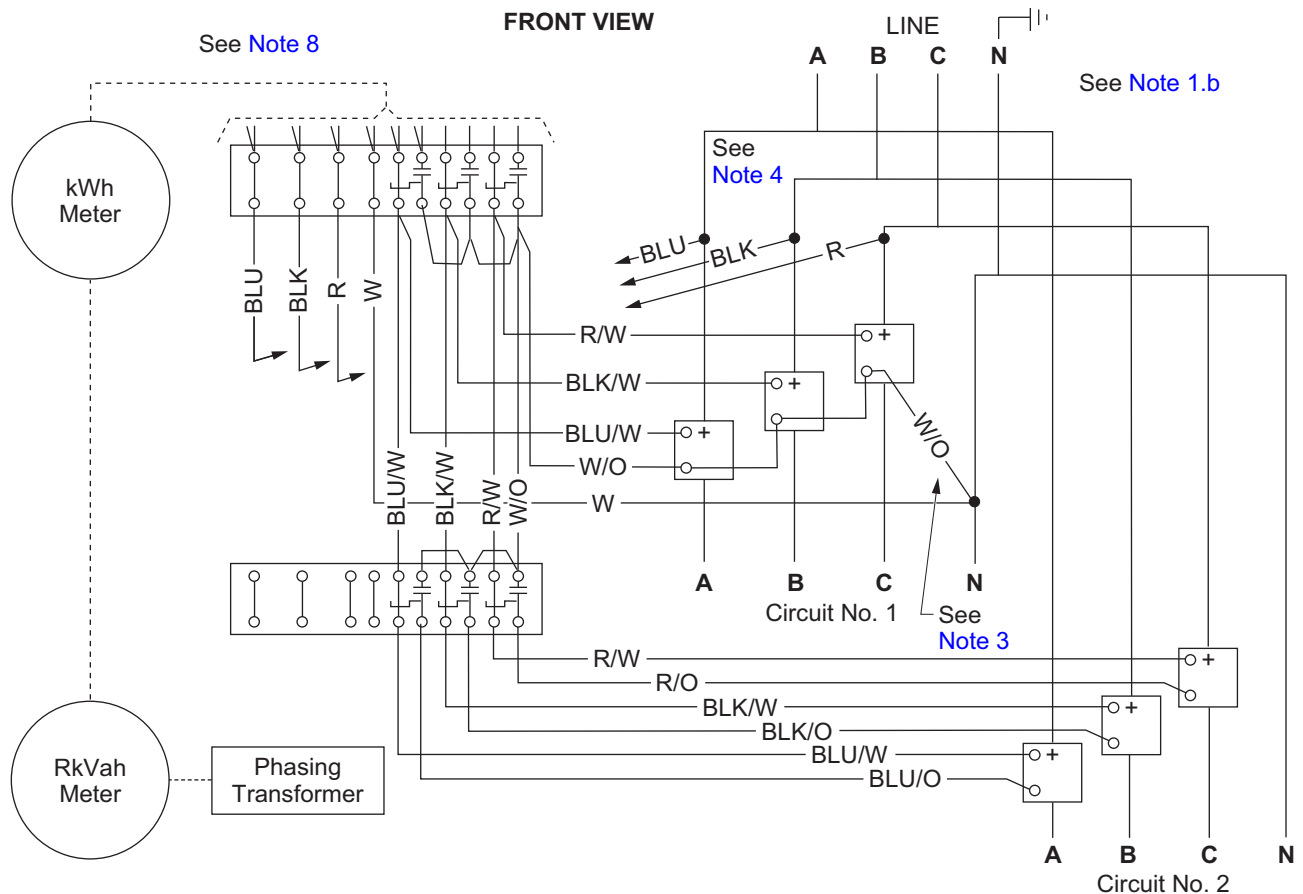 FRONT VIEW
See Note 8
LINE
A B C N
See Note 1.b
kWh
Meter
See
Note 4
BLU
BLK
R
BLU
BLK
R
W
R/W
BLK/W
BLU/W
W/O
W/O
BLU/W
BLK/W
R/W
W/O
W
A B C N
Circuit No. 1
See
Note 3
R/W
R/O
BLK/W
BLK/O
BLU/W
BLU/O
RkVah
Meter
Phasing
Transformer
A B C N
Circuit No. 2